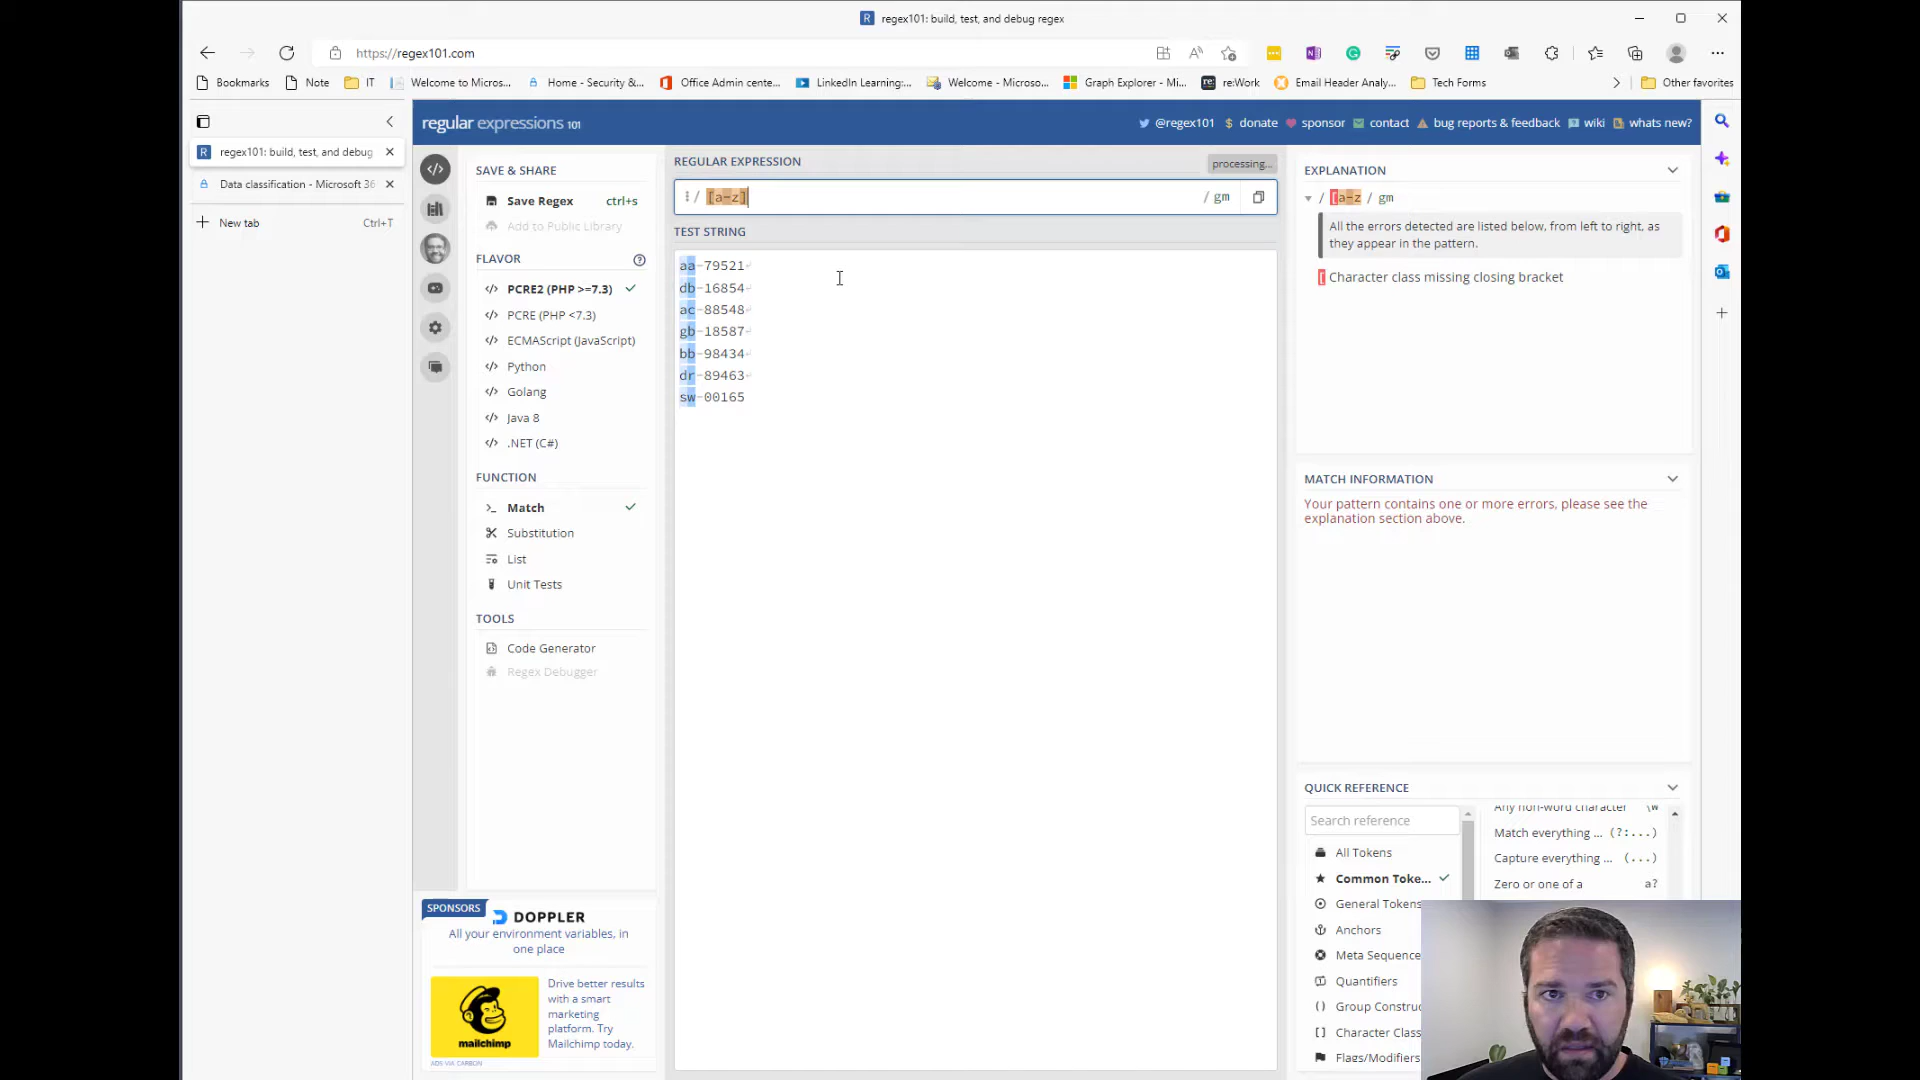 regex101: build, test, and debug regex
https://regex101.com
Bookmarks
Note
IT
Welcome to Micros...
Home - Security &...
Office Admin cente...
LinkedIn Learning:...
Welcome - Microso...
Graph Explorer - Mi...
re:Work
Email Header Analy...
Tech Forms
Other favorites
regex101: build, test, and debug
Data classification - Microsoft 36
New tab
Ctrl+T
regular expressions 101
@regex101
$ donate
sponsor
contact
bug reports & feedback
wiki
whats new?
SAVE & SHARE
Save Regex
ctrl+s
Add to Public Library
FLAVOR
</> PCRE2 (PHP >=7.3)
</> PCRE (PHP <7.3)
</> ECMAScript (JavaScript)
</> Python
</> Golang
</> Java 8
</> .NET (C#)
FUNCTION
Match
Substitution
List
Unit Tests
TOOLS
Code Generator
Regex Debugger
SPONSORS
DOPPLER
All your environment variables, in
one place
mailchimp
Drive better results
with a smart
marketing
platform. Try
Mailchimp today.
ADS VIA CARBON
REGULAR EXPRESSION
processing...
/ [a-z]
/ gm
TEST STRING
aa-79521
db-16854
ac-88548
gb-18587
bb-98434
dr-89463
sw-00165
EXPLANATION
/ [a-z / gm
All the errors detected are listed below, from left to right, as
they appear in the pattern.
[ Character class missing closing bracket
MATCH INFORMATION
Your pattern contains one or more errors, please see the
explanation section above.
QUICK REFERENCE
Search reference
All Tokens
Common Toke...
General Tokens
Anchors
Meta Sequence
Quantifiers
Group Constru
Character Class
Flags/Modifiers
Any non-word character \W
Match everything ... (?:...)
Capture everything ... (...)
Zero or one of a a?